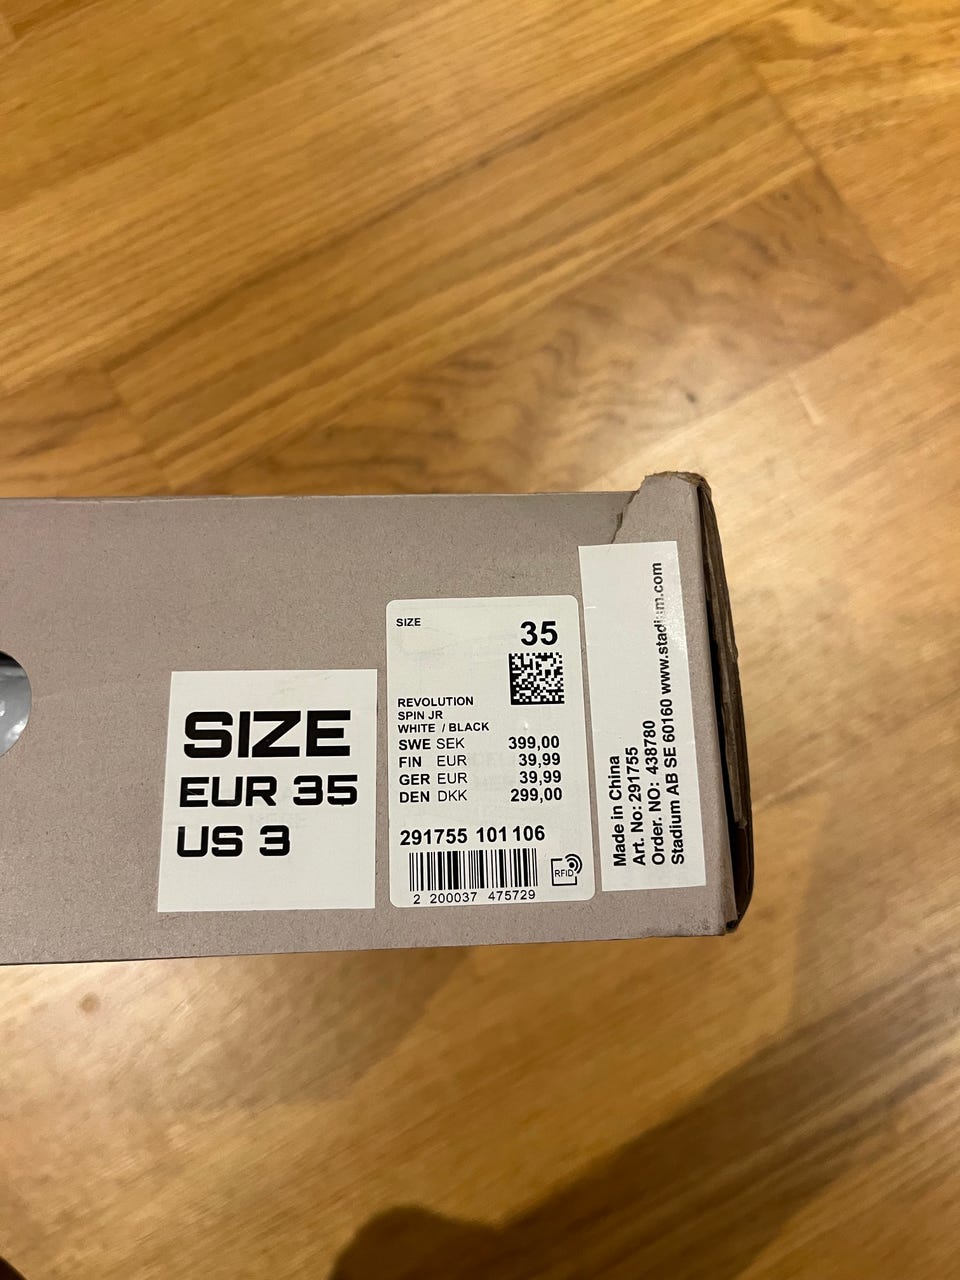 SIZE
EUR 35
US 3
SIZE
35
REVOLUTION
SPIN JR
WHITE / BLACK
SWE SEK 399,00
FIN EUR 39,99
GER EUR 39,99
DEN DKK 299,00
291755 101 106
RFID
2 200037 475729
Made in China
Art. No: 291755
Order. NO: 438780
Stadium AB SE 60160 www.stadium.com